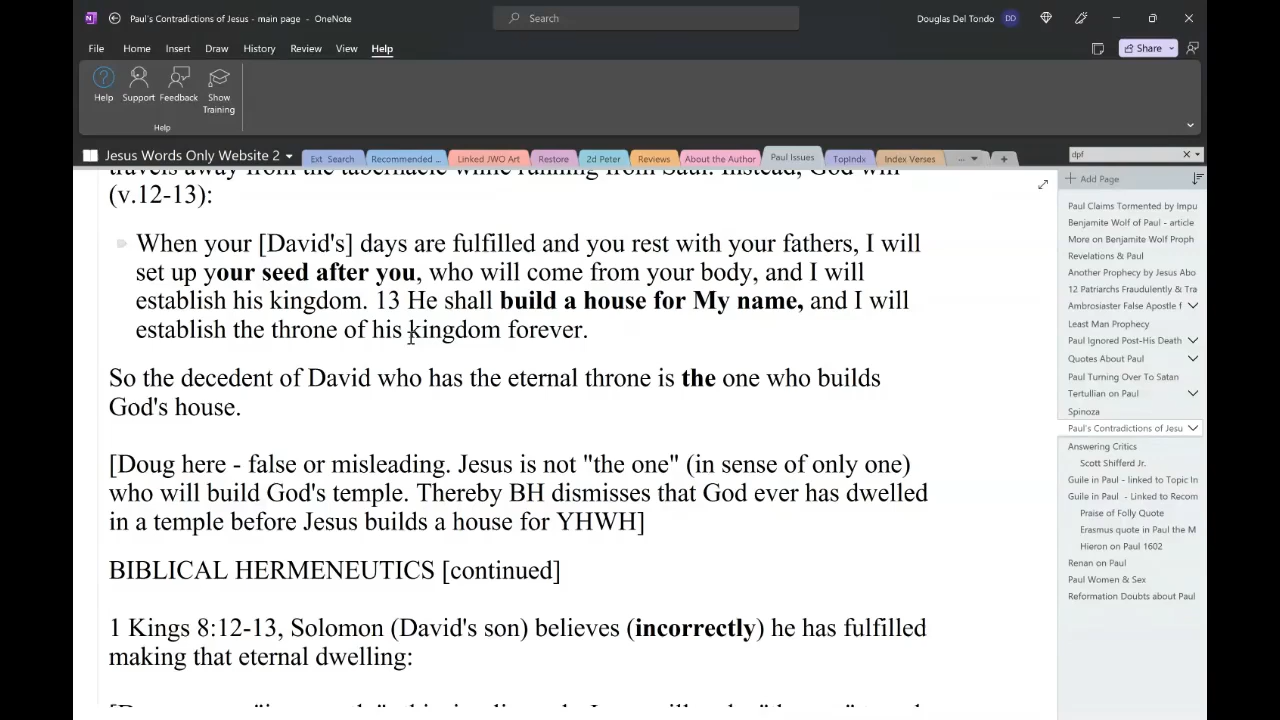 Paul's Contradictions of Jesus - main page - OneNote
Search
Douglas Del Tondo
DD
File Home Insert Draw History Review View Help
Share
Help Support Feedback Show Training
Help
Jesus Words Only Website 2
Ext Search Recommended ... Linked JWO Art Restore 2d Peter Reviews About the Author Paul Issues TopIndx Index Verses ... +
dpf
travels away from the tabernacle while running from Saul. Instead, God will
(v.12-13):
When your [David's] days are fulfilled and you rest with your fathers, I will
set up your seed after you, who will come from your body, and I will
establish his kingdom. 13 He shall build a house for My name, and I will
establish the throne of his kingdom forever.
So the decedent of David who has the eternal throne is the one who builds
God's house.
[Doug here - false or misleading. Jesus is not "the one" (in sense of only one)
who will build God's temple. Thereby BH dismisses that God ever has dwelled
in a temple before Jesus builds a house for YHWH]
BIBLICAL HERMENEUTICS [continued]
1 Kings 8:12-13, Solomon (David's son) believes (incorrectly) he has fulfilled
making that eternal dwelling:
Add Page
Paul Claims Tormented by Impu
Benjamite Wolf of Paul - article
More on Benjamite Wolf Proph
Revelations & Paul
Another Prophecy by Jesus Abo
12 Patriarchs Fraudulently & Tra
Ambrosiaster False Apostle f
Least Man Prophecy
Paul Ignored Post-His Death
Quotes About Paul
Paul Turning Over To Satan
Tertullian on Paul
Spinoza
Paul's Contradictions of Jesu
Answering Critics
Scott Shifferd Jr.
Guile in Paul - linked to Topic In
Guile in Paul - Linked to Recom
Praise of Folly Quote
Erasmus quote in Paul the M
Hieron on Paul 1602
Renan on Paul
Paul Women & Sex
Reformation Doubts about Paul